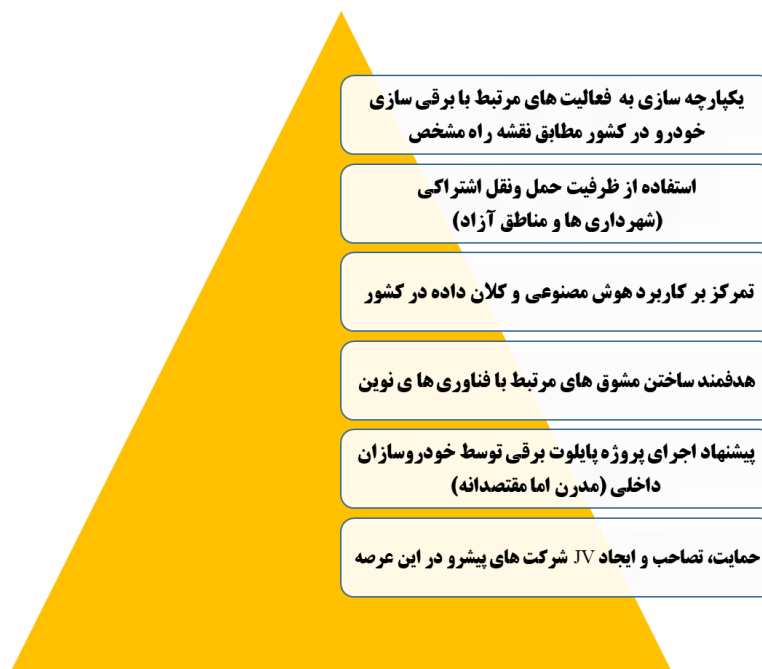 یکپارچه سازی به فعالیت های مرتبط با برقی سازی
خودرو در کشور مطابق نقشه راه مشخص
استفاده از ظرفیت حمل ونقل اشتراکی
(شهرداری ها و مناطق آزاد)
تمرکز بر کاربرد هوش مصنوعی و کلان داده در کشور
هدفمند ساختن مشوق های مرتبط با فناوری ها ی نوین
پیشنهاد اجرای پروژه پایلوت برقی توسط خودروسازان
داخلی (مدرن اما مقتصدانه)
حمایت، تصاحب و ایجاد JV شرکت های پیشرو در این عرصه